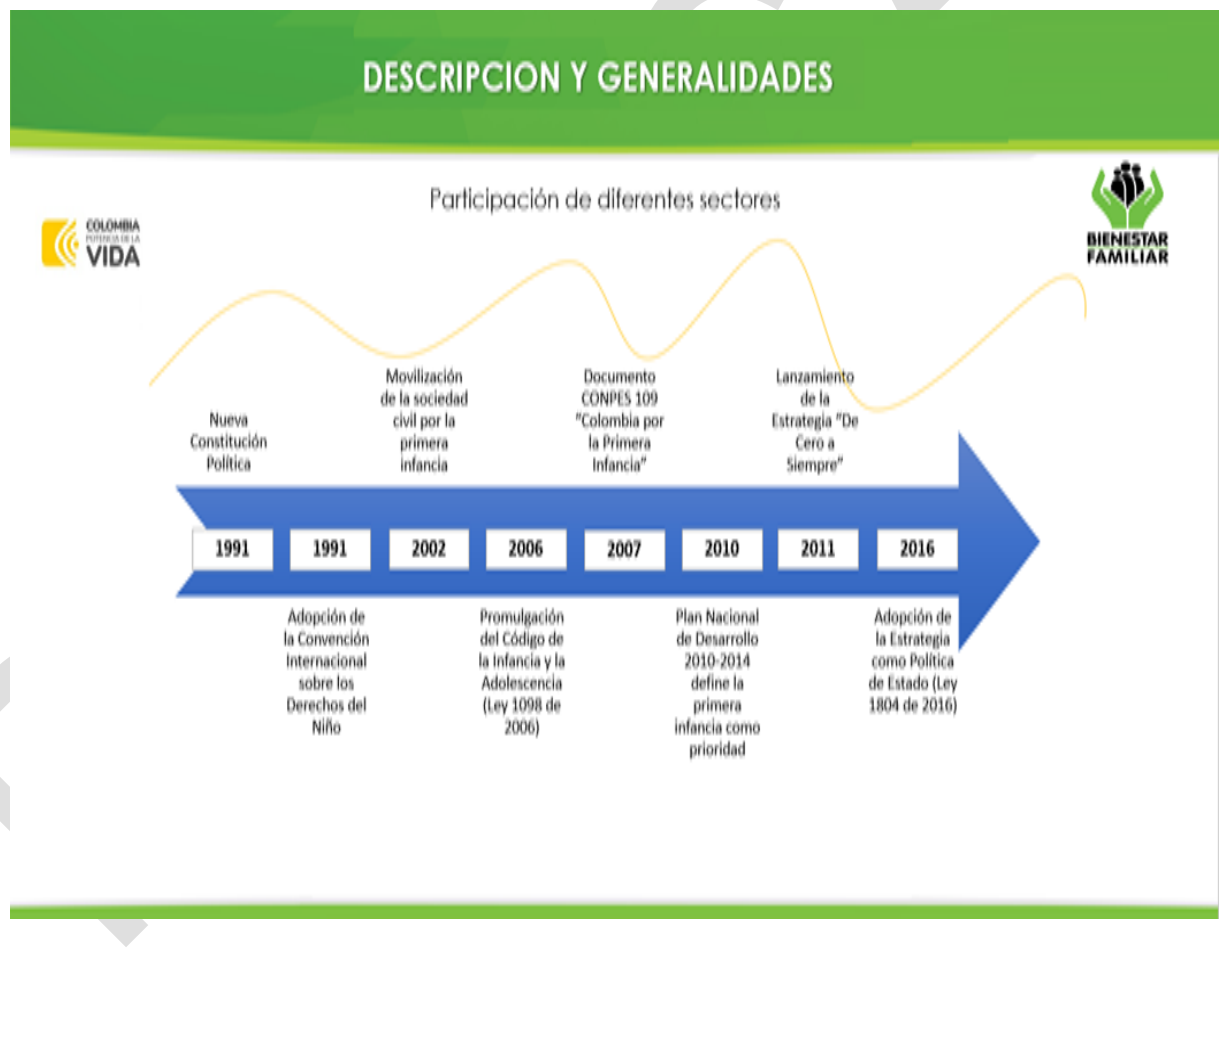 DESCRIPCION Y GENERALIDADES
Participación de diferentes sectores
COLOMBIA
POTENCIA DE LA
VIDA
BIENESTAR
FAMILIAR
Nueva
Constitución
Política
Movilización
de la sociedad
civil por la
primera
infancia
Documento
CONPES 109
"Colombia por
la Primera
Infancia"
Lanzamiento
de la
Estrategia "De
Cero a
Siempre"
1991
1991
2002
2006
2007
2010
2011
2016
Adopción de
la Convención
Internacional
sobre los
Derechos del
Niño
Promulgación
del Código de
la Infancia y la
Adolescencia
(Ley 1098 de
2006)
Plan Nacional
de Desarrollo
2010-2014
define la
primera
infancia como
prioridad
Adopción de
la Estrategia
como Política
de Estado (Ley
1804 de 2016)